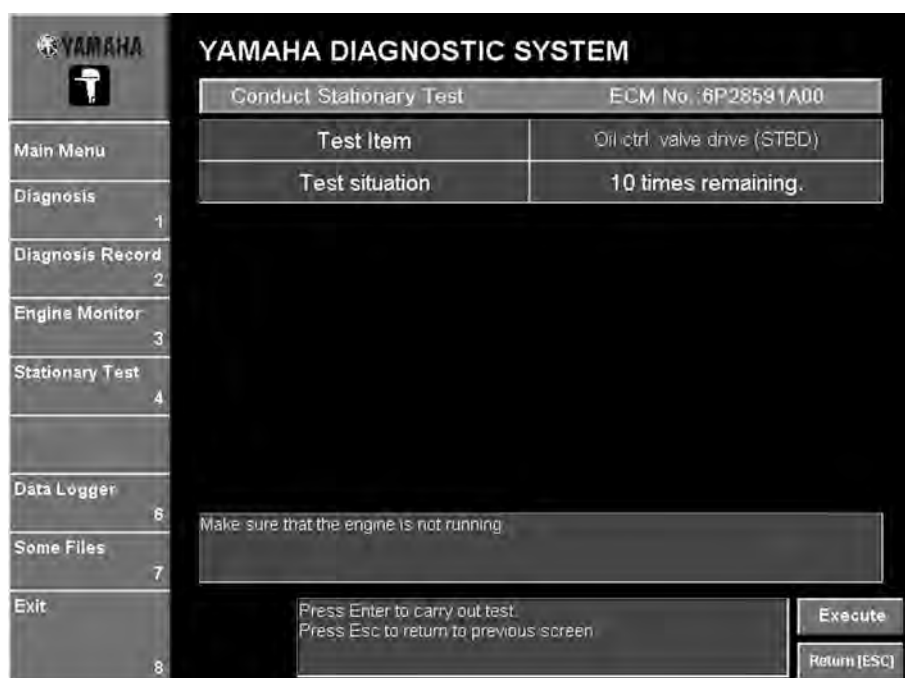 YAMAHA
YAMAHA DIAGNOSTIC SYSTEM
Conduct Stationary Test
ECM No.:6P28591A00
Test Item
Oil ctrl. valve drive (STBD)
Test situation
10 times remaining.
Main Menu
Diagnosis
1
Diagnosis Record
2
Engine Monitor
3
Stationary Test
4
Data Logger
6
Some Files
7
Exit
8
Make sure that the engine is not running
Press Enter to carry out test.
Press Esc to return to previous screen
Execute
Return [ESC]